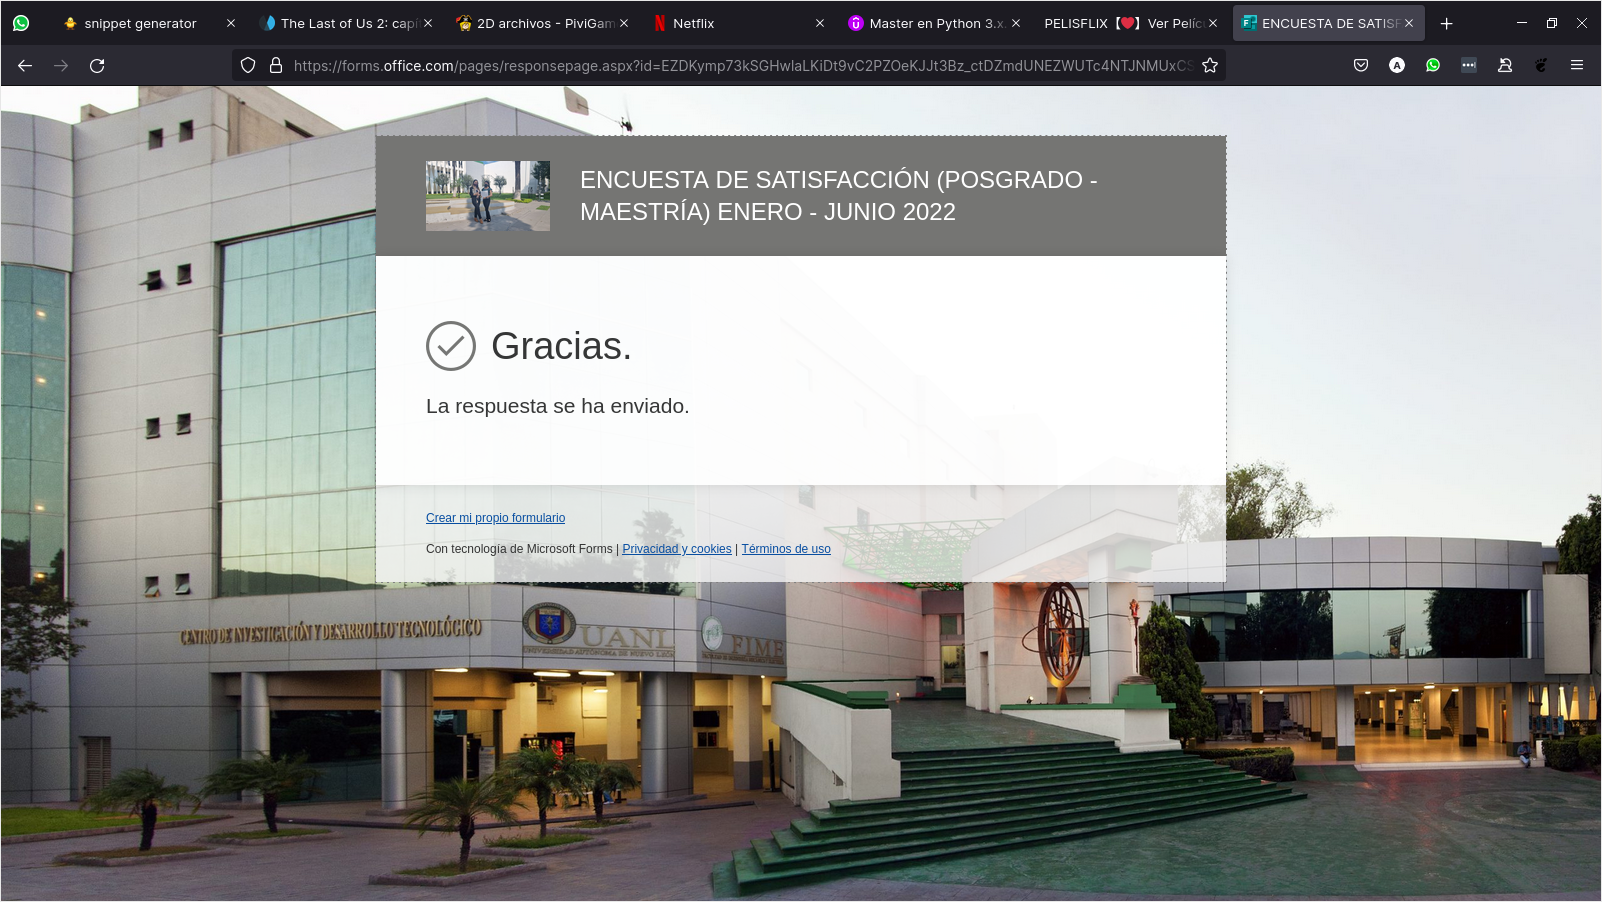 snippet generator
The Last of Us 2: capí
2D archivos - PiviGam
Netflix
Master en Python 3.x.
PELISFLIX【❤️】Ver Pelíc
ENCUESTA DE SATISF
https://forms.office.com/pages/responsepage.aspx?id=EZDKymp73kSGHwlaLKiDt9vC2PZOeKJJt3Bz_ctDZmdUNEZWUTc4NTJNMUxCS
ENCUESTA DE SATISFACCIÓN (POSGRADO -
MAESTRÍA) ENERO - JUNIO 2022
Gracias.
La respuesta se ha enviado.
Crear mi propio formulario
Con tecnología de Microsoft Forms | Privacidad y cookies | Términos de uso
CENTRO DE INVESTIGACIÓN Y DESARROLLO TECNOLÓGICO
UANL
UNIVERSIDAD AUTÓNOMA DE NUEVO LEÓN
FIME